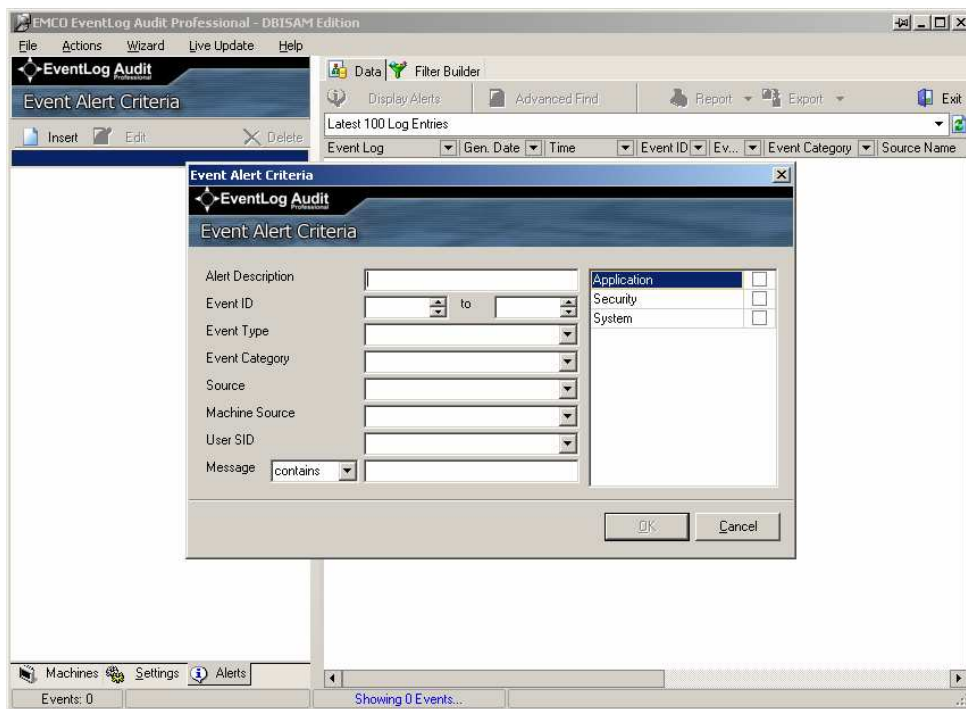 EMCO EventLog Audit Professional - DBISAM Edition
File Actions Wizard Live Update Help
EventLog Audit
Professional
Event Alert Criteria
Insert Edit Delete
Data Filter Builder
Display Alerts Advanced Find Report Export Exit
Latest 100 Log Entries
Event Log Gen. Date Time Event ID Ev... Event Category Source Name
Event Alert Criteria
EventLog Audit
Professional
Event Alert Criteria
Alert Description
Event ID to
Event Type
Event Category
Source
Machine Source
User SID
Message contains
Application
Security
System
OK Cancel
Machines Settings Alerts
Events: 0 Showing 0 Events...